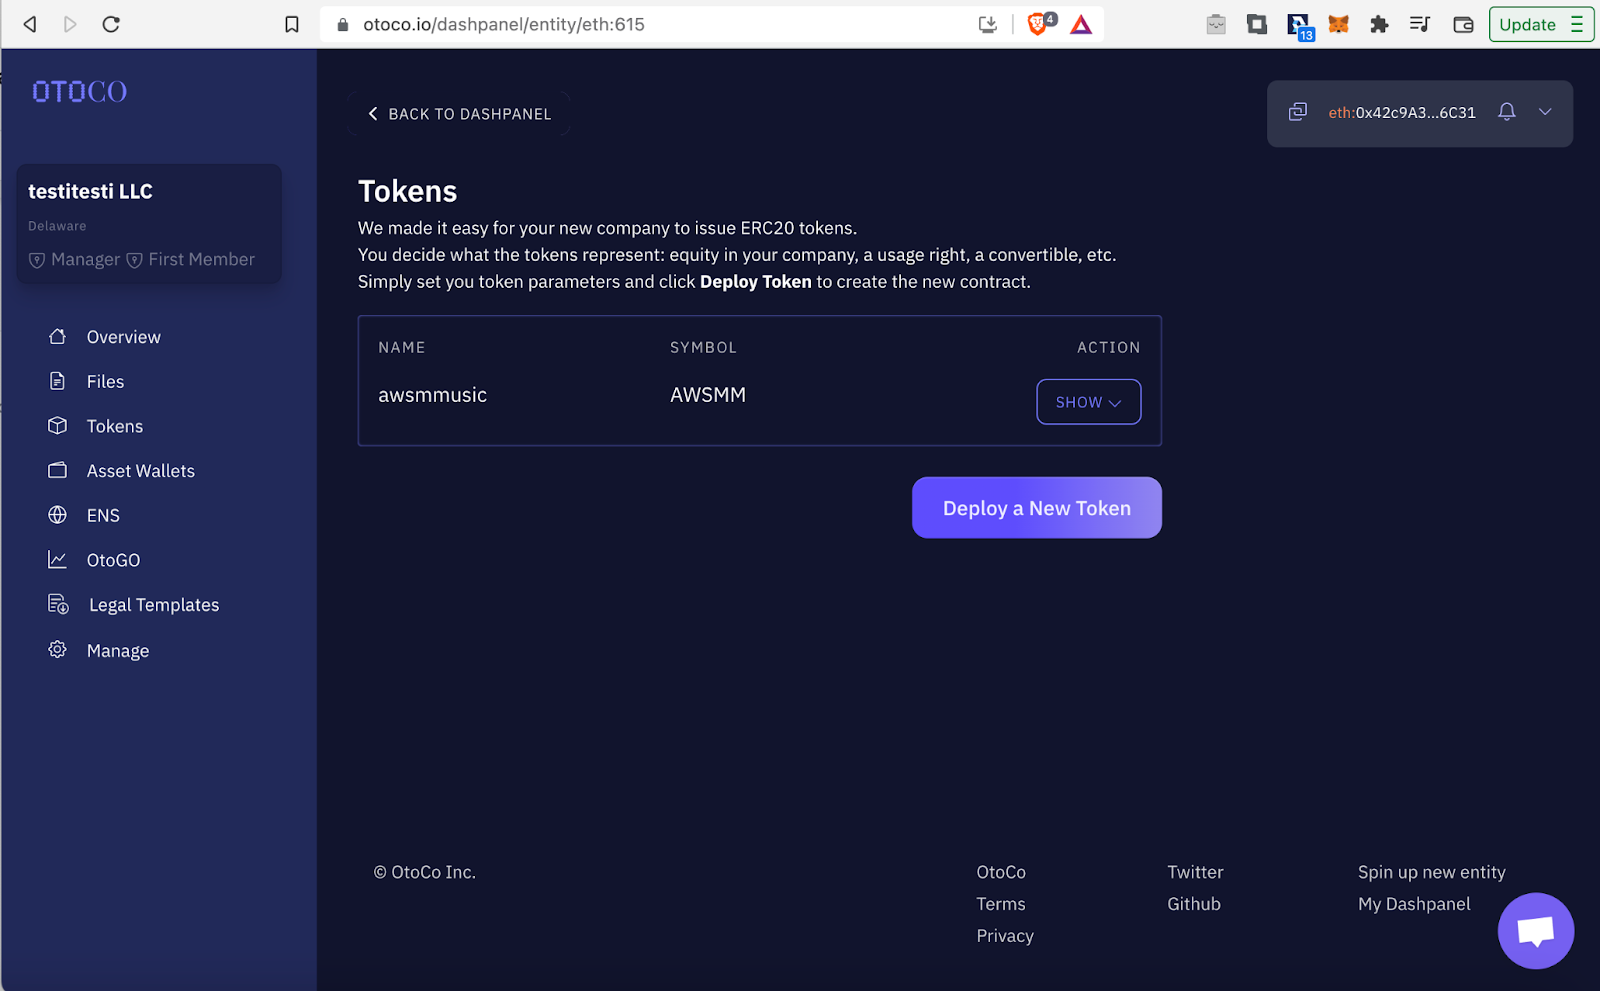 otoco.io/dashpanel/entity/eth:615
4
13
Update
OTOCO
BACK TO DASHPANEL
eth:0x42c9A3...6C31
testitesti LLC
Delaware
Manager First Member
Overview
Files
Tokens
Asset Wallets
ENS
OtoGO
Legal Templates
Manage
Tokens
We made it easy for your new company to issue ERC20 tokens.
You decide what the tokens represent: equity in your company, a usage right, a convertible, etc.
Simply set you token parameters and click Deploy Token to create the new contract.
NAME SYMBOL ACTION
awsmmusic AWSMM SHOW
Deploy a New Token
© OtoCo Inc.
OtoCo
Terms
Privacy
Twitter
Github
Spin up new entity
My Dashpanel